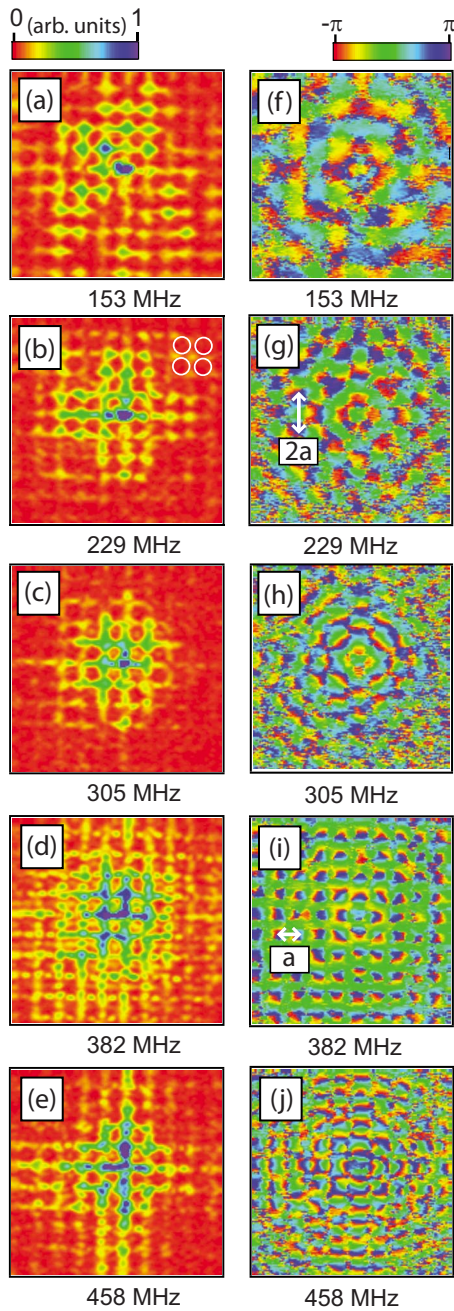 0 (arb. units) 1
-π π
(a) (f)
153 MHz 153 MHz
(b) (g)
2a
229 MHz 229 MHz
(c) (h)
305 MHz 305 MHz
(d) (i)
a
382 MHz 382 MHz
(e) (j)
458 MHz 458 MHz